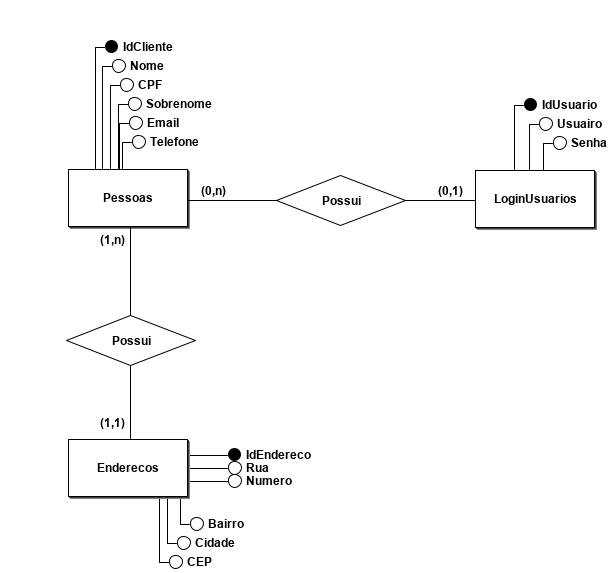 IdCliente
Nome
CPF
Sobrenome
Email
Telefone
IdUsuario
Usuairo
Senha
Pessoas
(0,n)
Possui
(0,1)
LoginUsuarios
(1,n)
Possui
(1,1)
Enderecos
IdEndereco
Rua
Numero
Bairro
Cidade
CEP